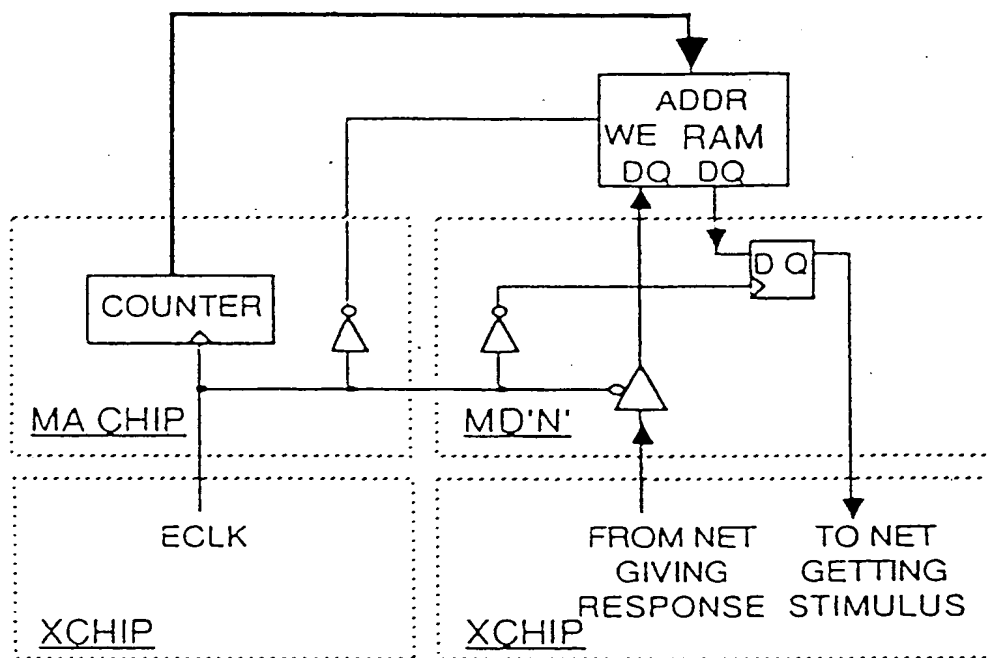 ADDR
WE RAM
DQ DQ
D Q
COUNTER
MA CHIP
MD'N'
ECLK
FROM NET
GIVING
RESPONSE
TO NET
GETTING
STIMULUS
XCHIP
XCHIP